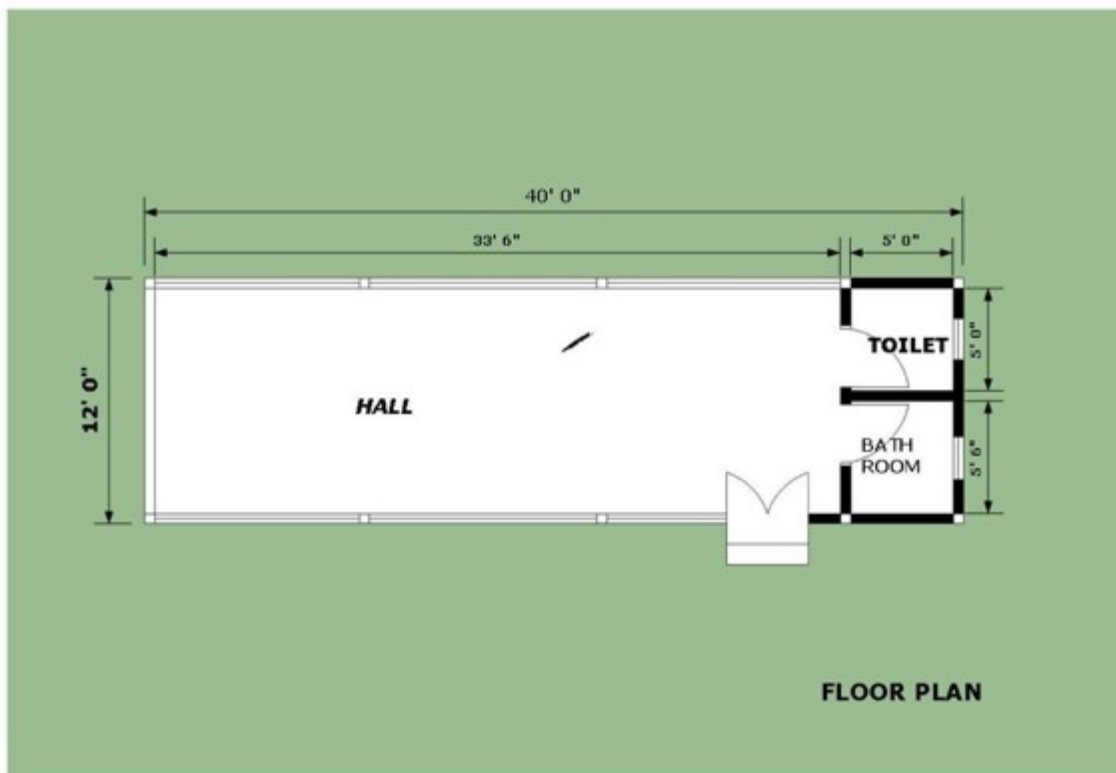 40' 0"
33' 6"
5' 0"
12' 0"
HALL
TOILET
5' 0"
BATH
ROOM
5' 6"
FLOOR PLAN